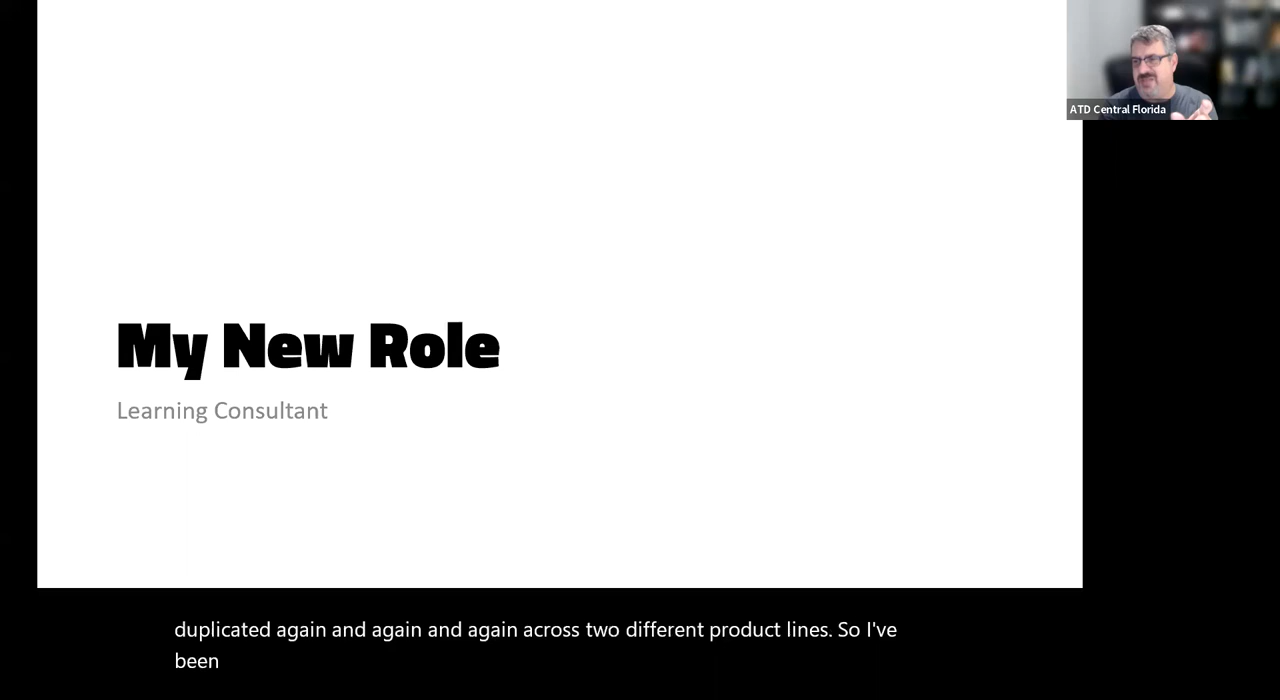 ATD Central Florida
My New Role
Learning Consultant
duplicated again and again and again across two different product lines. So I've
been